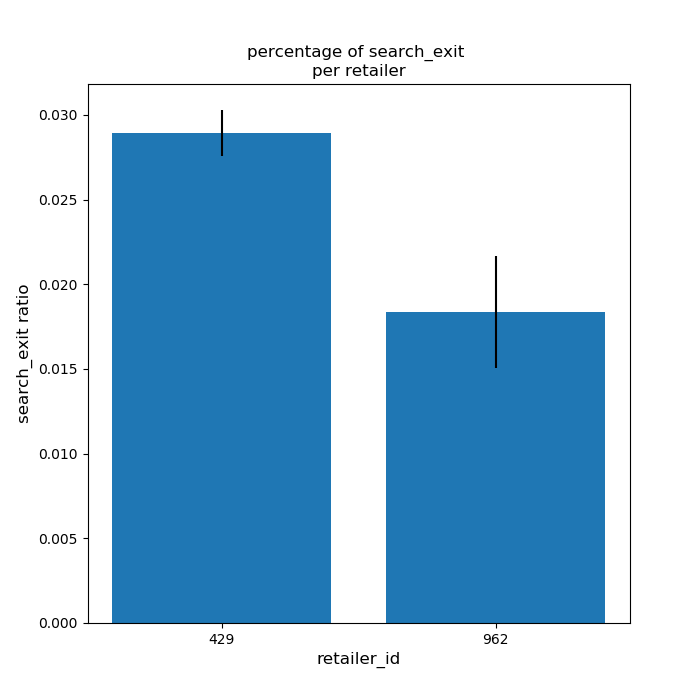 percentage of search_exit
per retailer
0.030
0.025
0.020
0.015
0.010
0.005
0.000
search_exit ratio
429 962
retailer_id